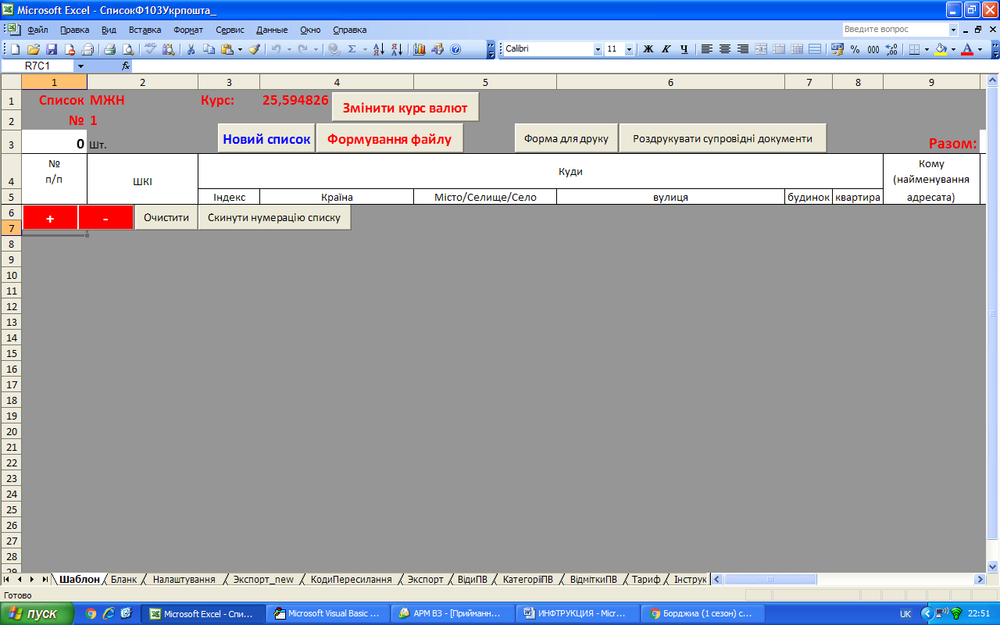 Microsoft Excel - СписокФ103Укрпошта_
Файл Правка Вид Вставка Формат Сервис Данные Окно Справка Введите вопрос
Calibri 11 Ж К Ч % 000
R7C1 fx
1 2 3 4 5 6 7 8 9
1 Список МЖН Курс: 25,594826 Змінити курс валют
2 № 1
3 0 Шт. Новий список Формування файлу Форма для друку Роздрукувати супровідні документи Разом:
№ Кому
4 п/п ШКІ Куди (найменування
5 Індекс Країна Місто/Селище/Село вулиця будинок квартира адресата)
6 + - Очистити Скинути нумерацію списку
7
8
9
10
11
12
13
14
15
16
17
18
19
20
21
22
23
24
25
26
27
28
29
Шаблон Бланк Налаштування Экспорт_new КодиПересилання Экспорт ВідиПВ КатегоріїПВ ВідміткиПВ Тариф Інструк
Готово
пуск Microsoft Excel - Спи... Microsoft Visual Basic ... АРМ ВЗ - [Прийманн... ИНФТРУКЦИЯ - Micr... Борджиа (1 сезон) с... UK 22:51